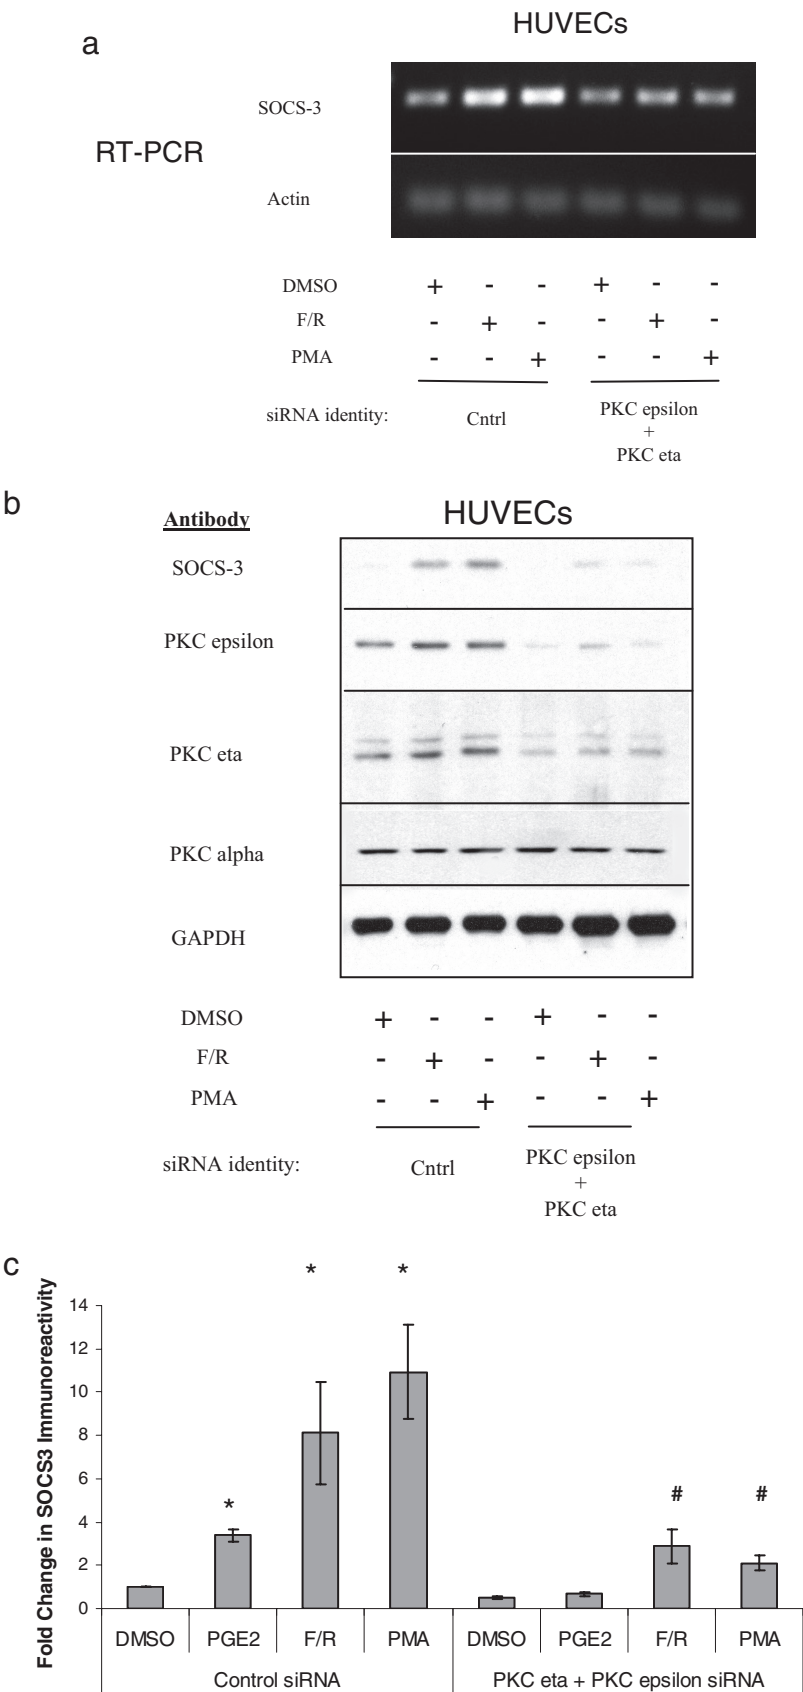 a
HUVECs
SOCS-3
RT-PCR
Actin
DMSO + - - + - -
F/R - + - - + -
PMA - - + - - +
siRNA identity: Cntrl PKC epsilon
+
PKC eta
b
Antibody HUVECs
SOCS-3
PKC epsilon
PKC eta
PKC alpha
GAPDH
DMSO + - - + - -
F/R - + - - + -
PMA - - + - - +
siRNA identity: Cntrl PKC epsilon
+
PKC eta
c
Fold Change in SOCS3 Immunoreactivity
* *
14
12
10
8
6
4
2
0
* # #
DMSO PGE2 F/R PMA DMSO PGE2 F/R PMA
Control siRNA PKC eta + PKC epsilon siRNA